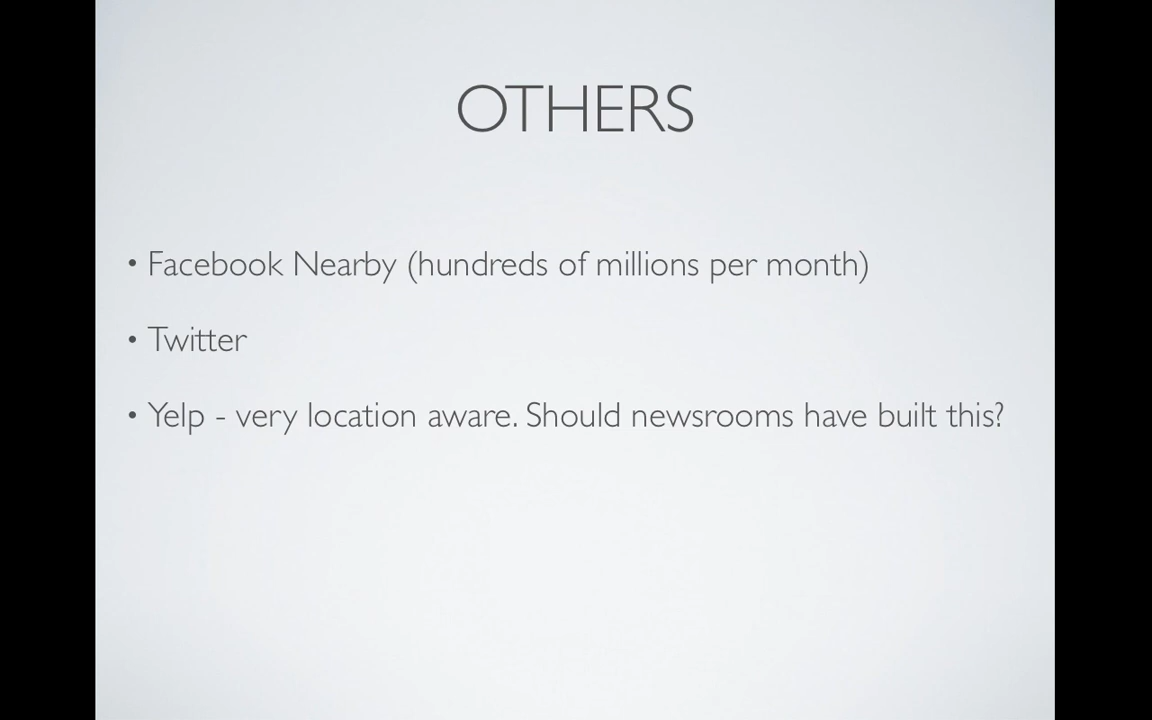 OTHERS
• Facebook Nearby (hundreds of millions per month)
• Twitter
• Yelp - very location aware. Should newsrooms have built this?